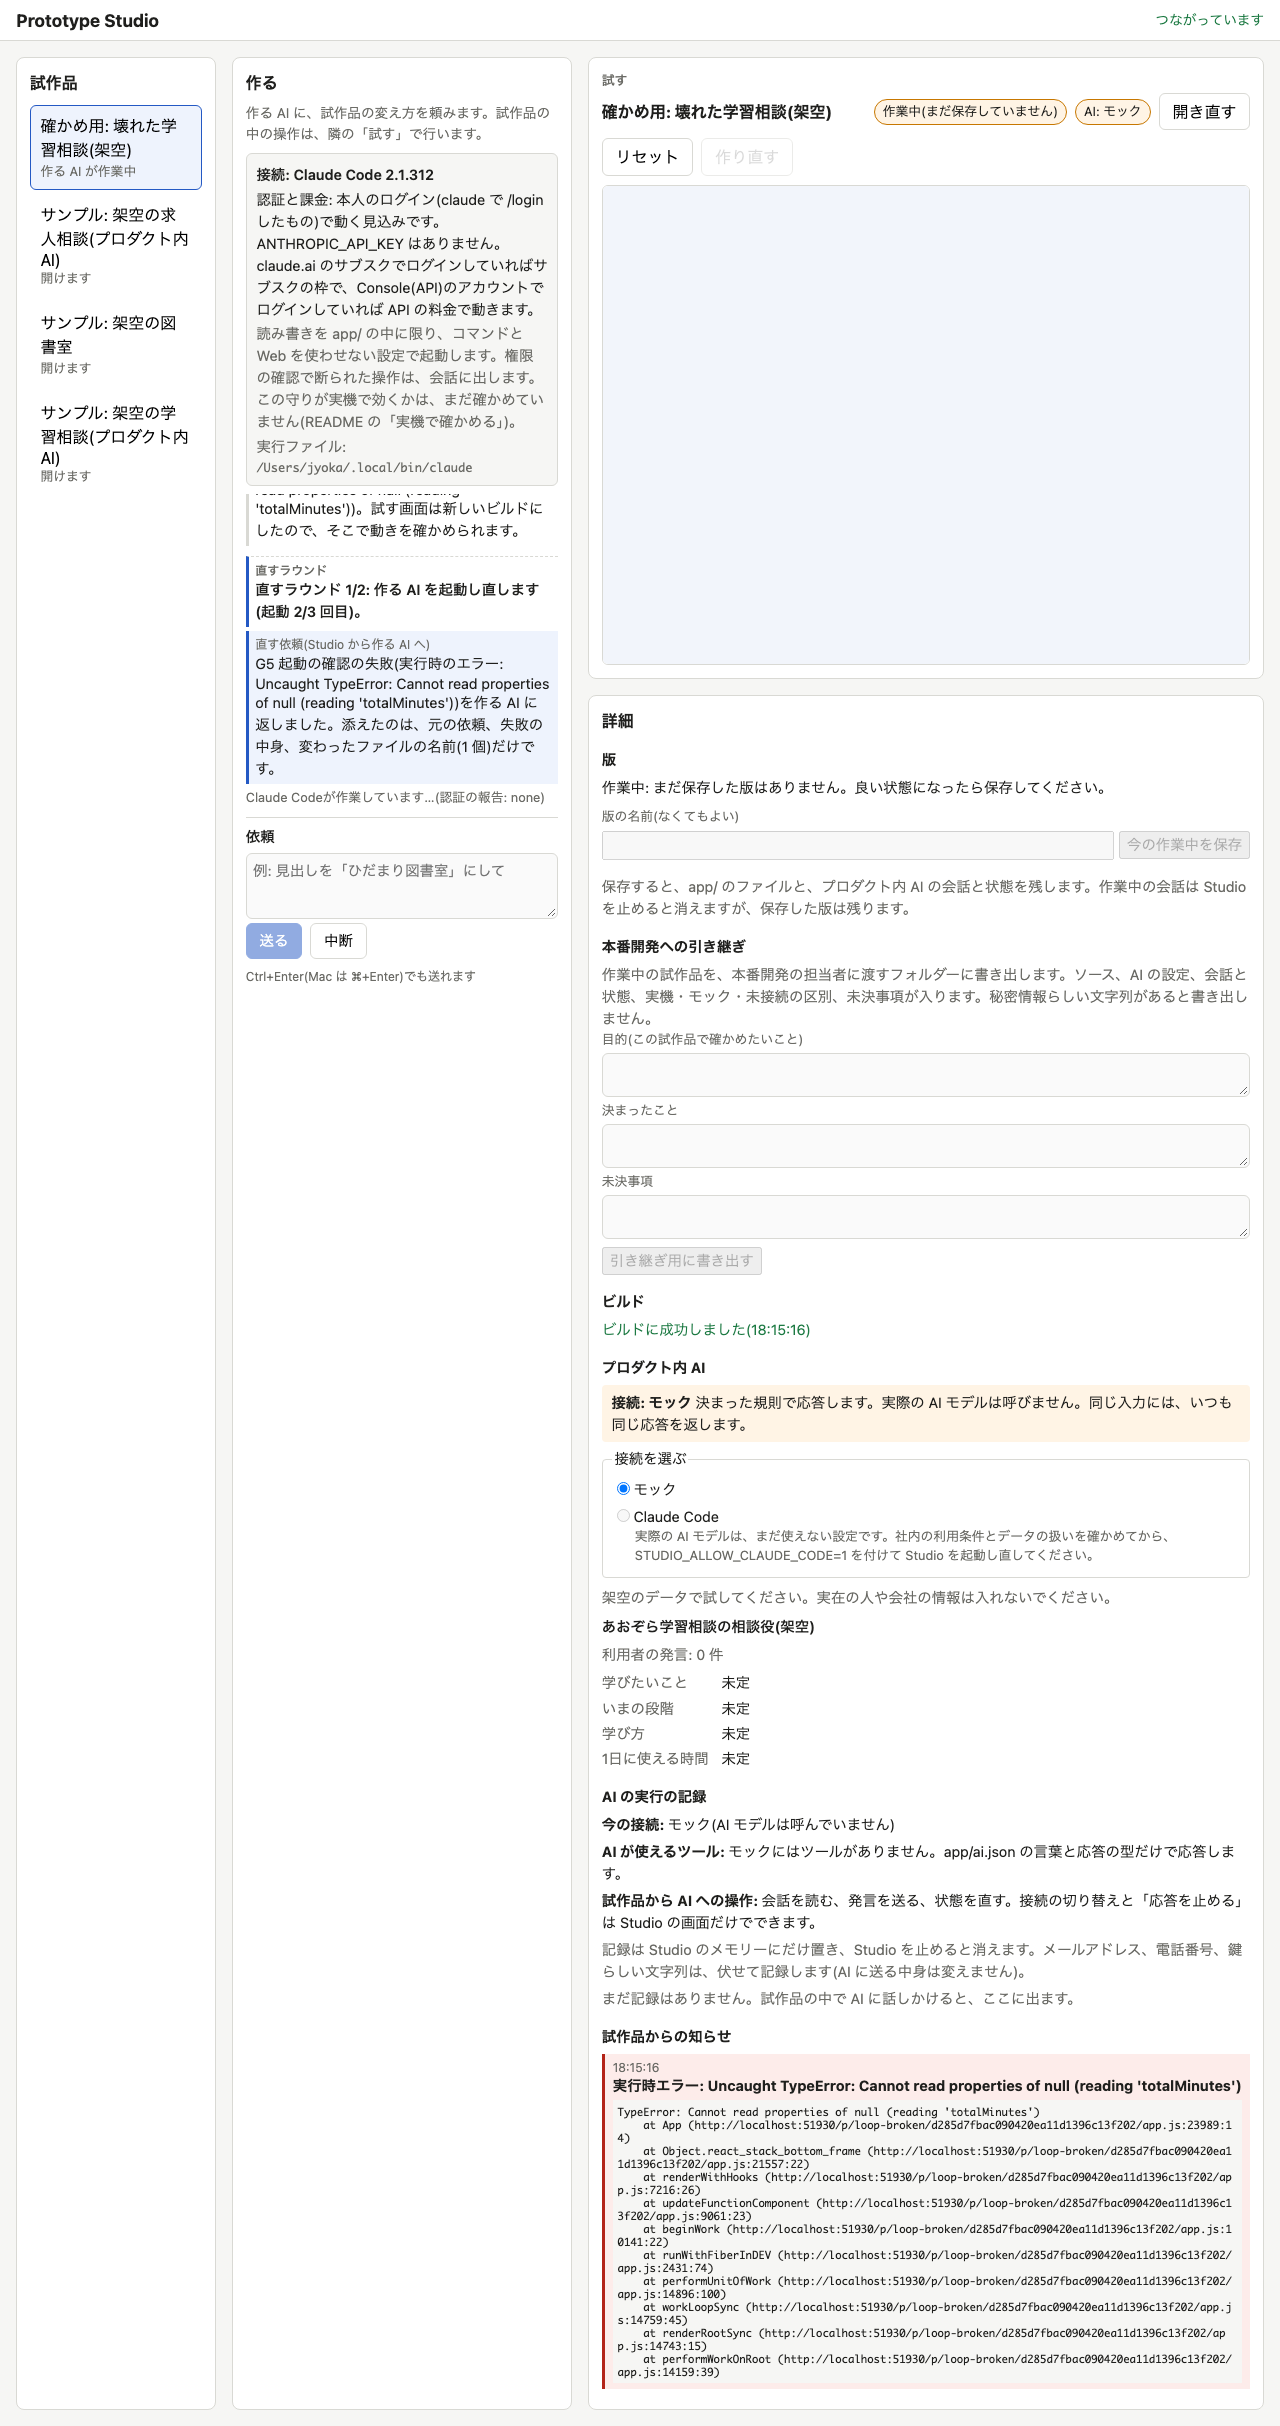 Prototype Studio
つながっています
試作品
確かめ用: 壊れた学
習相談(架空)
作る AI が作業中
サンプル: 架空の求
人相談(プロダクト内
AI)
開けます
サンプル: 架空の図
書室
開けます
サンプル: 架空の学
習相談(プロダクト内
AI)
開けます
作る
作る AI に、試作品の変え方を頼みます。試作品の
中の操作は、隣の「試す」で行います。
接続: Claude Code 2.1.312
認証と課金: 本人のログイン(claude で /login
したもの)で動く見込みです。
ANTHROPIC_API_KEY はありません。
claude.ai のサブスクでログインしていればサ
ブスクの枠で、Console(API)のアカウントで
ログインしていれば API の料金で動きます。
読み書きを app/ の中に限り、コマンドと
Web を使わせない設定で起動します。権限
の確認で断られた操作は、会話に出します。
この守りが実機で効くかは、まだ確かめてい
ません(README の「実機で確かめる」)。
実行ファイル:
/Users/jyoka/.local/bin/claude
read properties of null (reading
'totalMinutes'))。試す画面は新しいビルドに
したので、そこで動きを確かめられます。
直すラウンド
直すラウンド 1/2: 作る AI を起動し直します
(起動 2/3 回目)。
直す依頼(Studio から作る AI へ)
G5 起動の確認の失敗(実行時のエラー:
Uncaught TypeError: Cannot read properties
of null (reading 'totalMinutes'))を作る AI に
返しました。添えたのは、元の依頼、失敗の
中身、変わったファイルの名前(1 個)だけで
す。
Claude Codeが作業しています…(認証の報告: none)
依頼
例: 見出しを「ひだまり図書室」にして
送る
中断
Ctrl+Enter(Mac は ⌘+Enter)でも送れます
試す
確かめ用: 壊れた学習相談(架空)
作業中(まだ保存していません)
AI: モック
開き直す
リセット
作り直す
詳細
版
作業中: まだ保存した版はありません。良い状態になったら保存してください。
版の名前(なくてもよい)
今の作業中を保存
保存すると、app/ のファイルと、プロダクト内 AI の会話と状態を残します。作業中の会話は Studio
を止めると消えますが、保存した版は残ります。
本番開発への引き継ぎ
作業中の試作品を、本番開発の担当者に渡すフォルダーに書き出します。ソース、AI の設定、会話と
状態、実機・モック・未接続の区別、未決事項が入ります。秘密情報らしい文字列があると書き出し
ません。
目的(この試作品で確かめたいこと)
決まったこと
未決事項
引き継ぎ用に書き出す
ビルド
ビルドに成功しました(18:15:16)
プロダクト内 AI
接続: モック 決まった規則で応答します。実際の AI モデルは呼びません。同じ入力には、いつも
同じ応答を返します。
接続を選ぶ
モック
Claude Code
実際の AI モデルは、まだ使えない設定です。社内の利用条件とデータの扱いを確かめてから、
STUDIO_ALLOW_CLAUDE_CODE=1 を付けて Studio を起動し直してください。
架空のデータで試してください。実在の人や会社の情報は入れないでください。
あおぞら学習相談の相談役(架空)
利用者の発言: 0 件
学びたいこと 未定
いまの段階 未定
学び方 未定
1日に使える時間 未定
AI の実行の記録
今の接続: モック(AI モデルは呼んでいません)
AI が使えるツール: モックにはツールがありません。app/ai.json の言葉と応答の型だけで応答しま
す。
試作品から AI への操作: 会話を読む、発言を送る、状態を直す。接続の切り替えと「応答を止める」
は Studio の画面だけでできます。
記録は Studio のメモリーにだけ置き、Studio を止めると消えます。メールアドレス、電話番号、鍵
らしい文字列は、伏せて記録します(AI に送る中身は変えません)。
まだ記録はありません。試作品の中で AI に話しかけると、ここに出ます。
試作品からの知らせ
18:15:16
実行時エラー: Uncaught TypeError: Cannot read properties of null (reading 'totalMinutes')
TypeError: Cannot read properties of null (reading 'totalMinutes')
at App (http://localhost:51930/p/loop-broken/d285d7fbac090420ea11d1396c13f202/app.js:23989:1
4)
at Object.react_stack_bottom_frame (http://localhost:51930/p/loop-broken/d285d7fbac090420ea1
1d1396c13f202/app.js:21557:22)
at renderWithHooks (http://localhost:51930/p/loop-broken/d285d7fbac090420ea11d1396c13f202/ap
p.js:7216:26)
at updateFunctionComponent (http://localhost:51930/p/loop-broken/d285d7fbac090420ea11d1396c1
3f202/app.js:9061:23)
at beginWork (http://localhost:51930/p/loop-broken/d285d7fbac090420ea11d1396c13f202/app.js:1
0141:22)
at runWithFiberInDEV (http://localhost:51930/p/loop-broken/d285d7fbac090420ea11d1396c13f202/
app.js:2431:74)
at performUnitOfWork (http://localhost:51930/p/loop-broken/d285d7fbac090420ea11d1396c13f202/
app.js:14896:100)
at workLoopSync (http://localhost:51930/p/loop-broken/d285d7fbac090420ea11d1396c13f202/app.j
s:14759:45)
at renderRootSync (http://localhost:51930/p/loop-broken/d285d7fbac090420ea11d1396c13f202/ap
p.js:14743:15)
at performWorkOnRoot (http://localhost:51930/p/loop-broken/d285d7fbac090420ea11d1396c13f202/
app.js:14159:39)